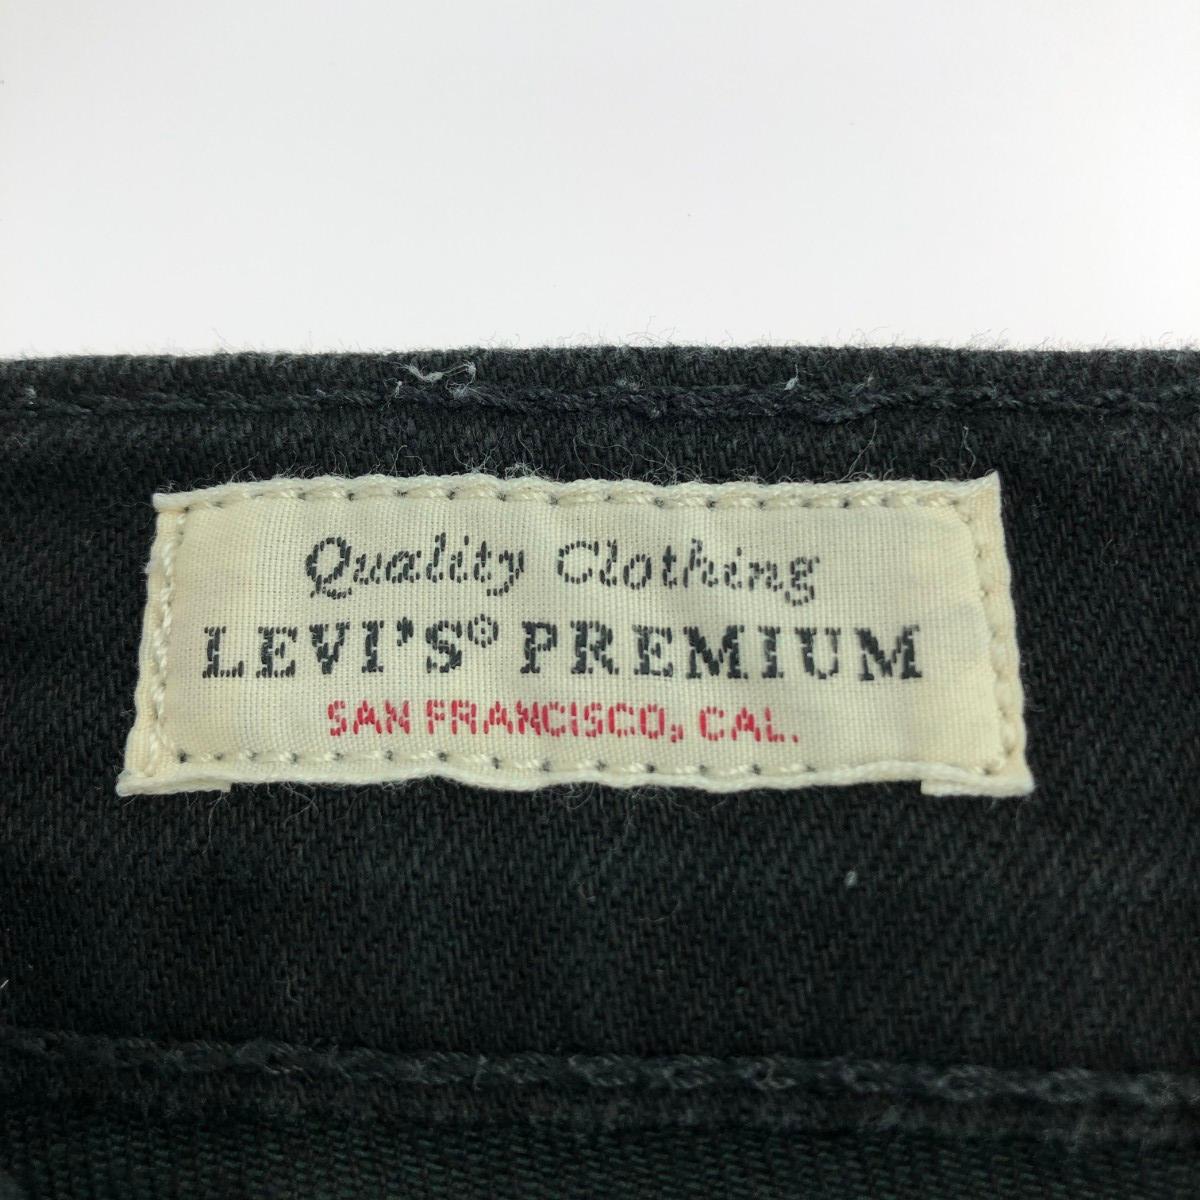 Quality Clothing
LEVI'S® PREMIUM
SAN FRANCISCO, CAL.